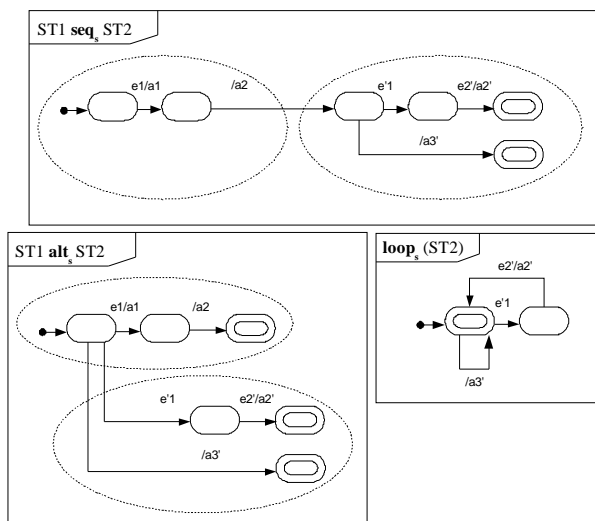 ST1 seqs ST2
e1/a1
/a2
e'1
e2'/a2'
/a3'
ST1 alts ST2
e1/a1
/a2
e'1
e2'/a2'
/a3'
loops (ST2)
e2'/a2'
e'1
/a3'